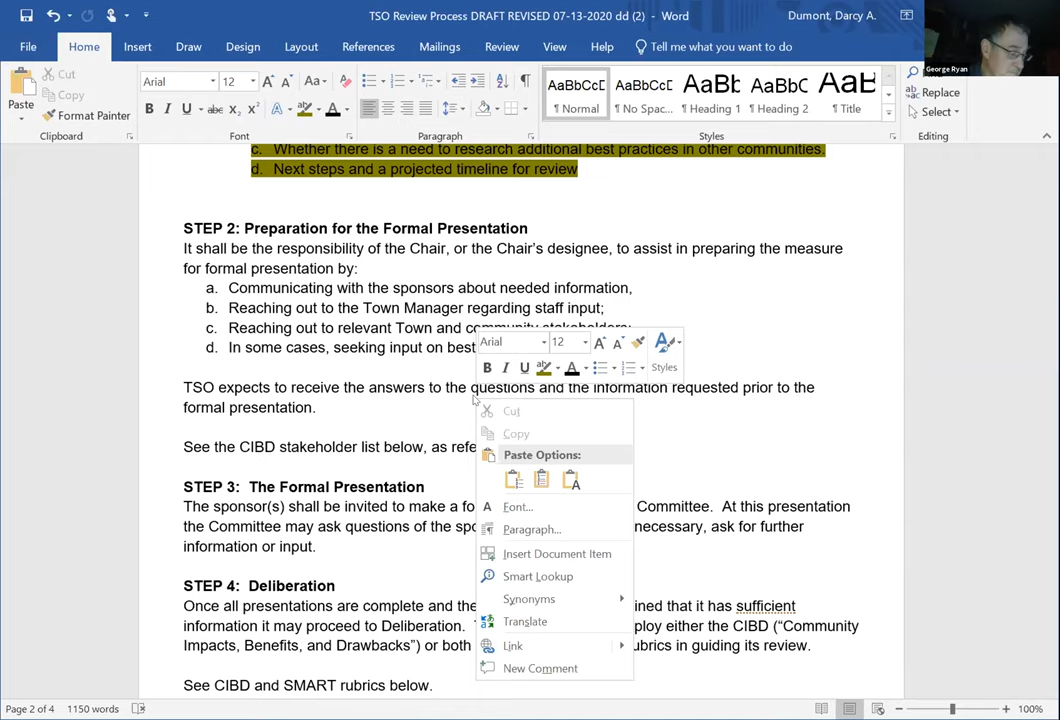 TSO Review Process DRAFT REVISED 07-13-2020 dd (2) - Word
Dumont, Darcy A.
George Ryan
File Home Insert Draw Design Layout References Mailings Review View Help Tell me what you want to do
Paste
Cut
Copy
Format Painter
Clipboard
Arial 12
Font
Paragraph
AaBbCcD AaBbCcD AaBb AaBbC AaBb
¶ Normal ¶ No Spac... Heading 1 Heading 2 Title
Styles
Replace
Select
Editing
c. Whether there is a need to research additional best practices in other communities.
d. Next steps and a projected timeline for review
STEP 2: Preparation for the Formal Presentation
It shall be the responsibility of the Chair, or the Chair's designee, to assist in preparing the measure
for formal presentation by:
a. Communicating with the sponsors about needed information,
b. Reaching out to the Town Manager regarding staff input;
c. Reaching out to relevant Town and community stakeholders;
d. In some cases, seeking input on best
TSO expects to receive the answers to the questions and the information requested prior to the
formal presentation.
See the CIBD stakeholder list below, as refe
STEP 3: The Formal Presentation
The sponsor(s) shall be invited to make a fo Committee. At this presentation
the Committee may ask questions of the spo necessary, ask for further
information or input.
STEP 4: Deliberation
Once all presentations are complete and the ined that it has sufficient
information it may proceed to Deliberation. ploy either the CIBD ("Community
Impacts, Benefits, and Drawbacks") or both ubrics in guiding its review.
See CIBD and SMART rubrics below.
Arial 12
Styles
Cut
Copy
Paste Options:
Font...
Paragraph...
Insert Document Item
Smart Lookup
Synonyms
Translate
Link
New Comment
Page 2 of 4 1150 words
100%